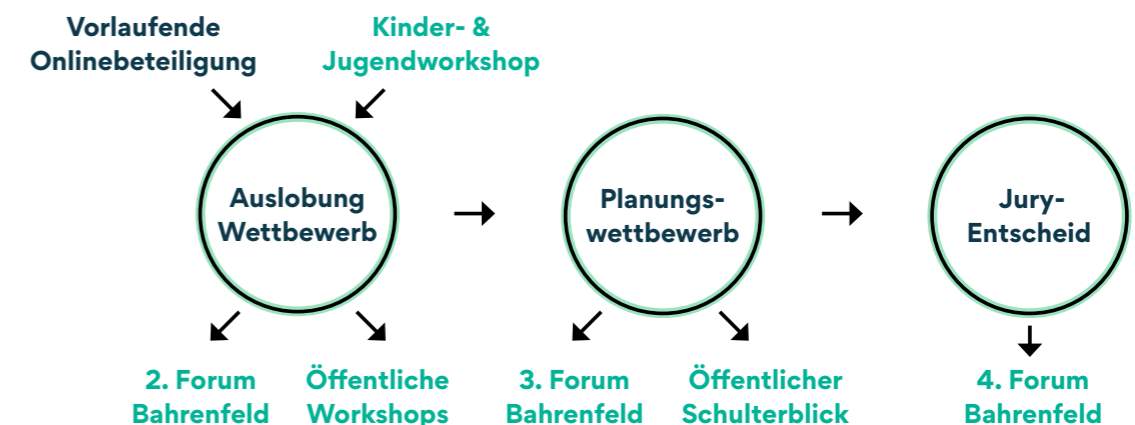 Vorlaufende
Onlinebeteiligung
Kinder- &
Jugendworkshop
Auslobung
Wettbewerb
Planungs-
wettbewerb
Jury-
Entscheid
2. Forum
Bahrenfeld
Öffentliche
Workshops
3. Forum
Bahrenfeld
Öffentlicher
Schulterblick
4. Forum
Bahrenfeld